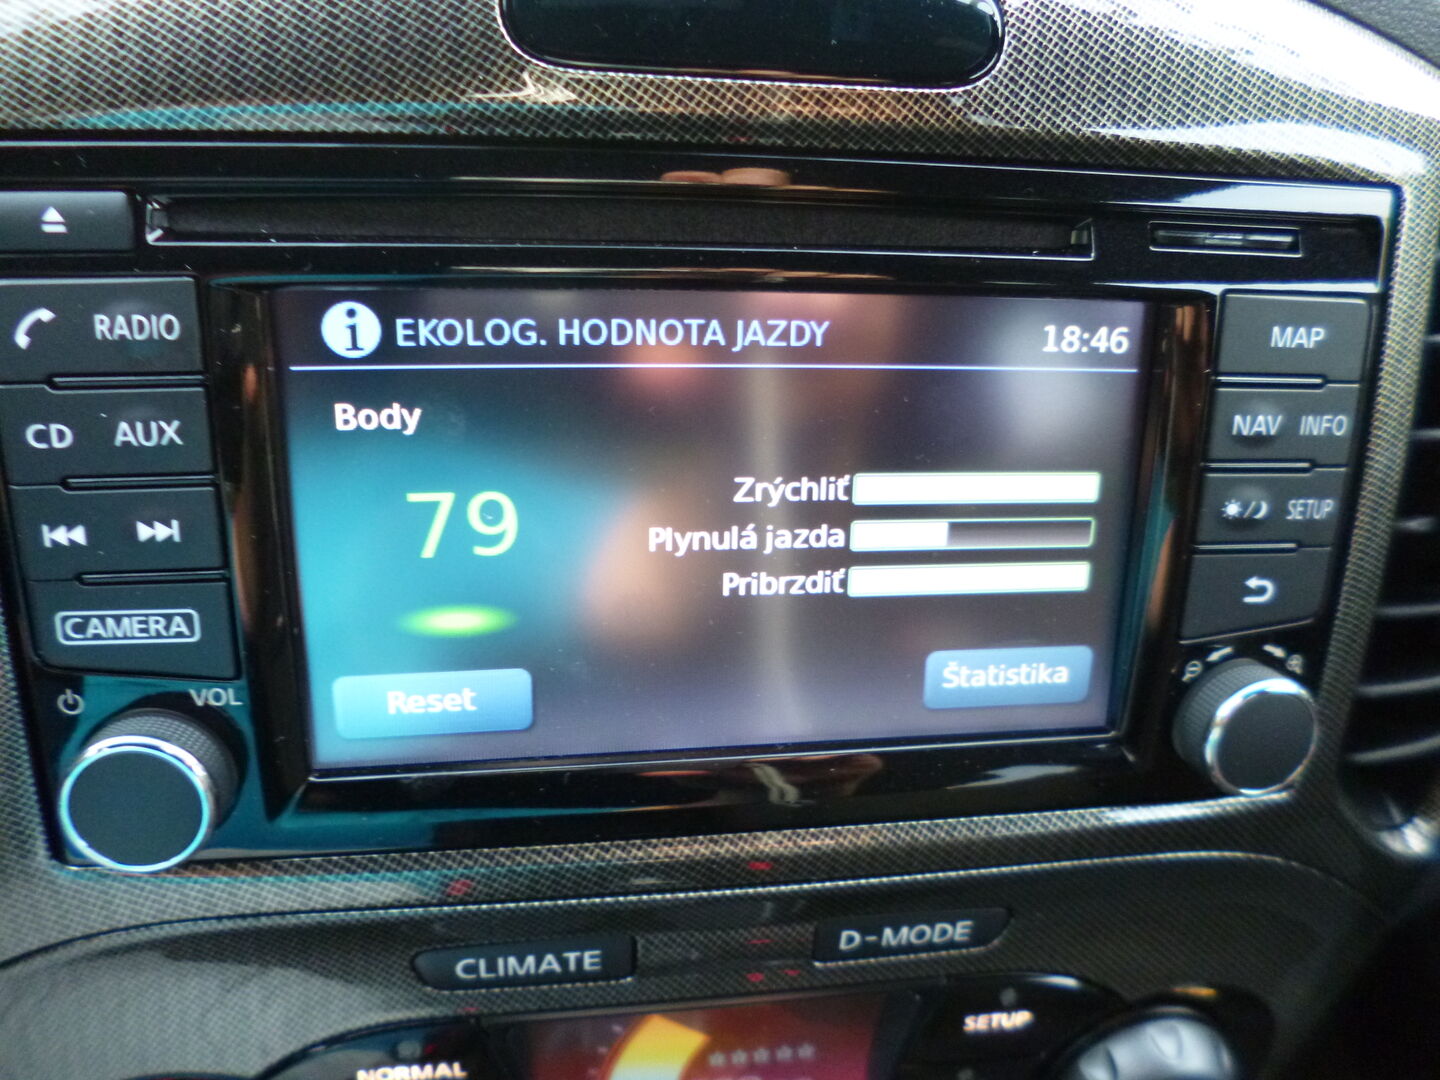 EKOLOG. HODNOTA JAZDY 18:46
Body
79
Zrýchliť
Plynulá jazda
Pribrzdiť
Reset
Štatistika
RADIO
CD AUX
CAMERA
VOL
MAP
NAV INFO
SETUP
CLIMATE
D-MODE
NORMAL
SETUP